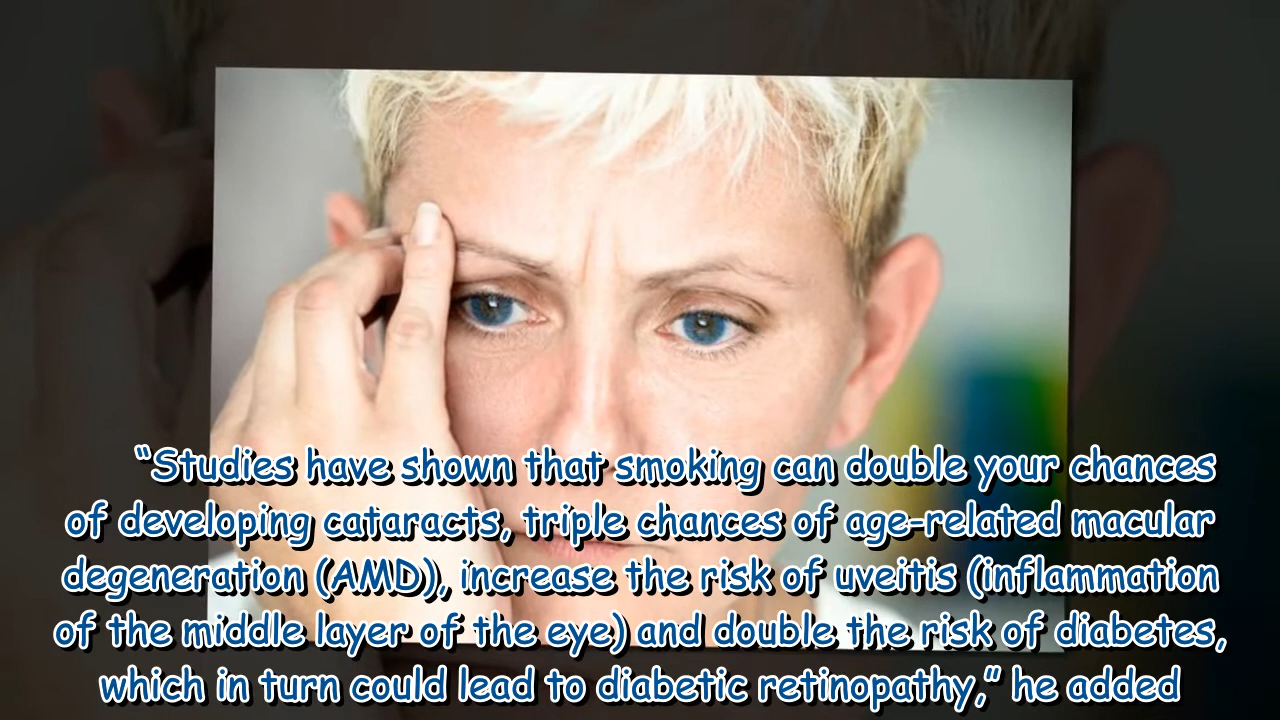 “Studies have shown that smoking can double your chances
of developing cataracts, triple chances of age-related macular
degeneration (AMD), increase the risk of uveitis (inflammation
of the middle layer of the eye) and double the risk of diabetes,
which in turn could lead to diabetic retinopathy,” he added